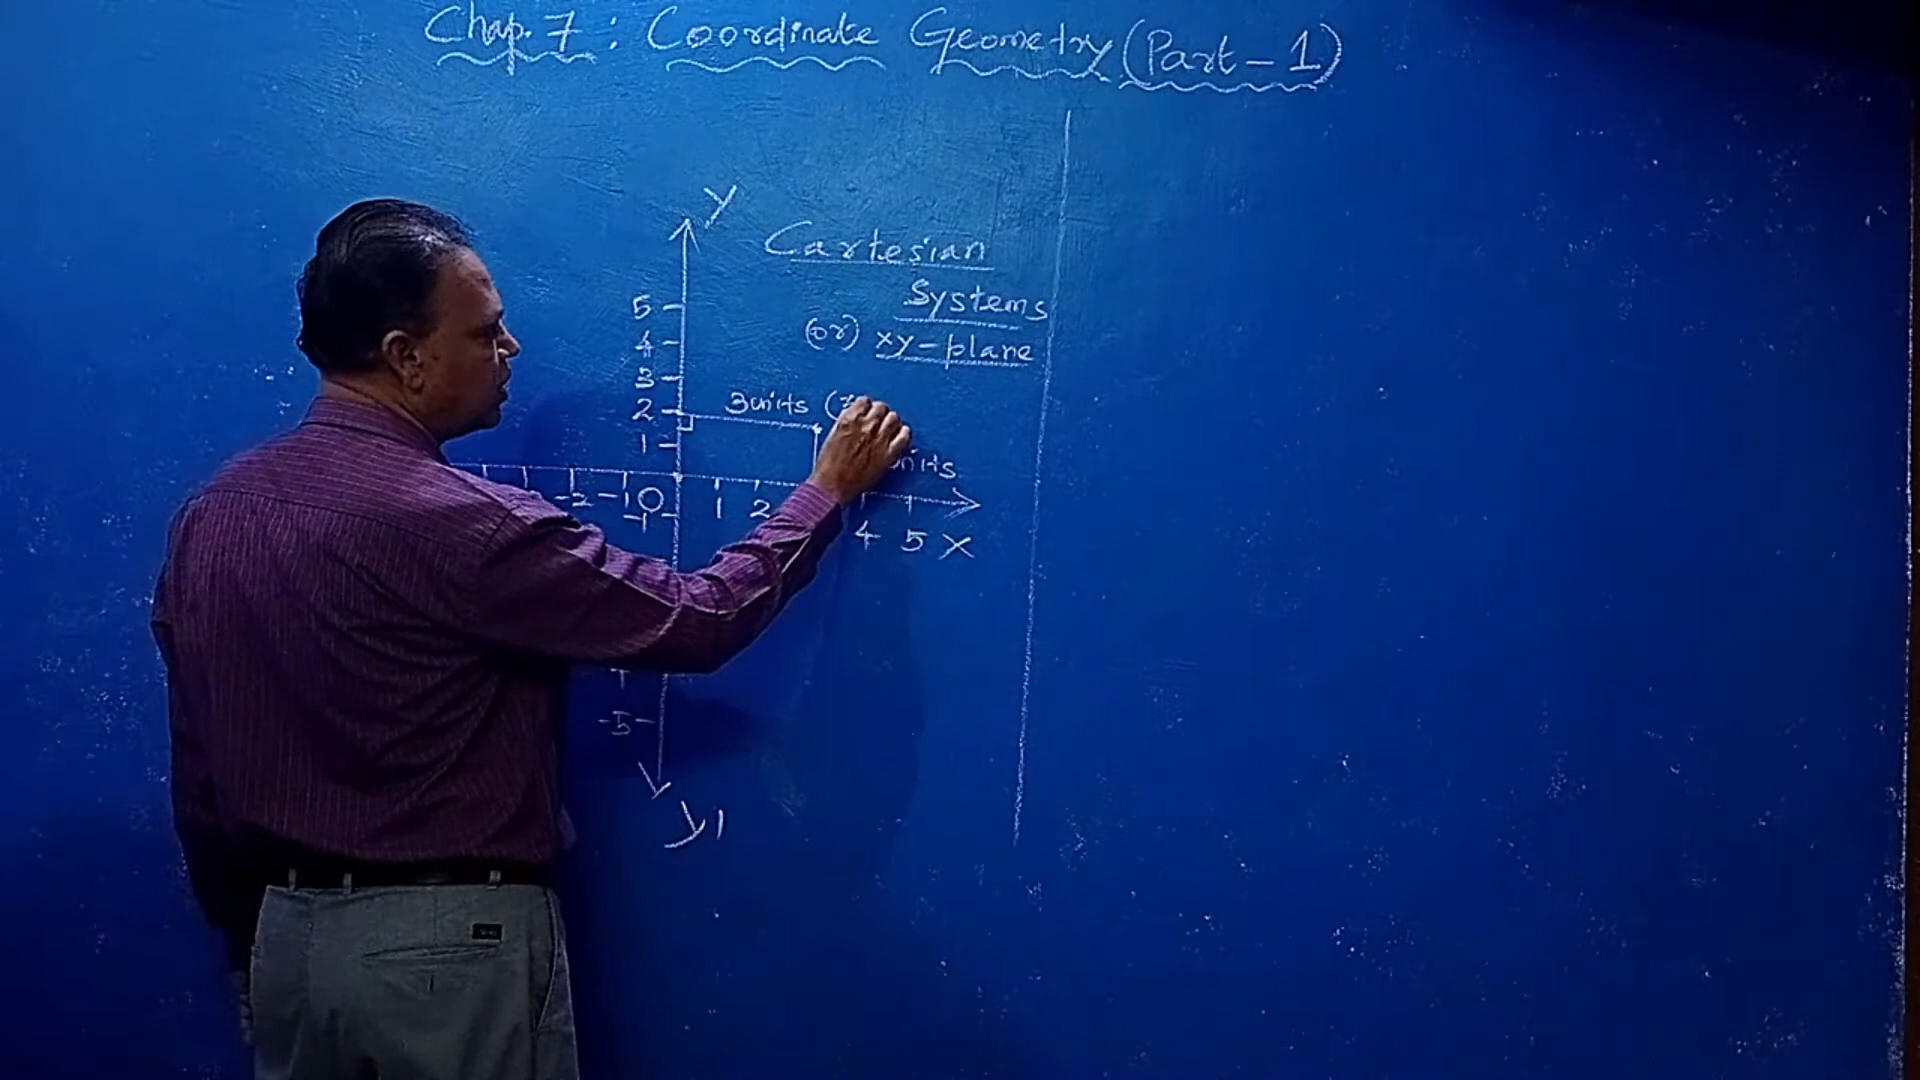 Chap. 7 : Coordinate Geometry (Part - 1)
Y
Cartesian
Systems
(or) xy-plane
5
4
3
2
1
3 units (3
-2 -1 O 1 2 4 5 X
-1
-5
Y'